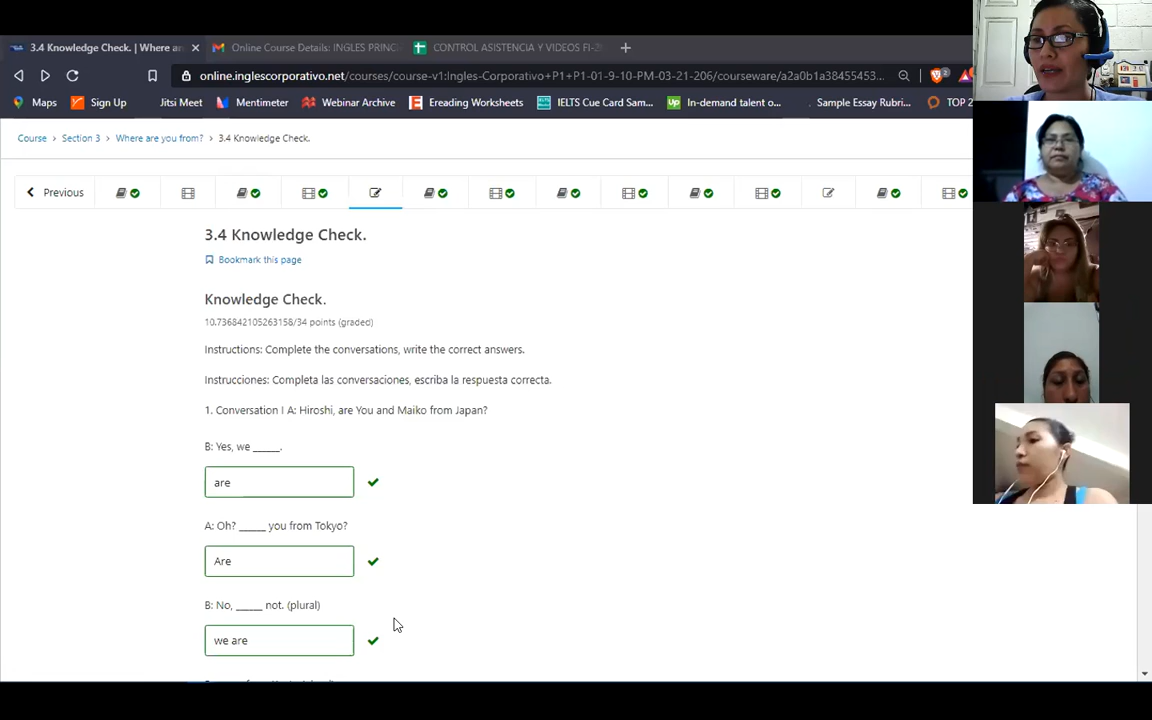 3.4 Knowledge Check. | Where ar
Online Course Details: INGLES PRINC
CONTROL ASISTENCIA Y VIDEOS FI-2
online.inglescorporativo.net/courses/course-v1:Ingles-Corporativo+P1+P1-01-9-10-PM-03-21-206/courseware/a2a0b1a38455453...
2
Maps
Sign Up
Jitsi Meet
Mentimeter
Webinar Archive
Ereading Worksheets
IELTS Cue Card Sam...
In-demand talent o...
Sample Essay Rubri...
TOP 2
Course > Section 3 > Where are you from? > 3.4 Knowledge Check.
Previous
3.4 Knowledge Check.
Bookmark this page
Knowledge Check.
10.736842105263158/34 points (graded)
Instructions: Complete the conversations, write the correct answers.
Instrucciones: Completa las conversaciones, escriba la respuesta correcta.
1. Conversation I A: Hiroshi, are You and Maiko from Japan?
B: Yes, we _____.
are
A: Oh? _____ you from Tokyo?
Are
B: No, _____ not. (plural)
we are